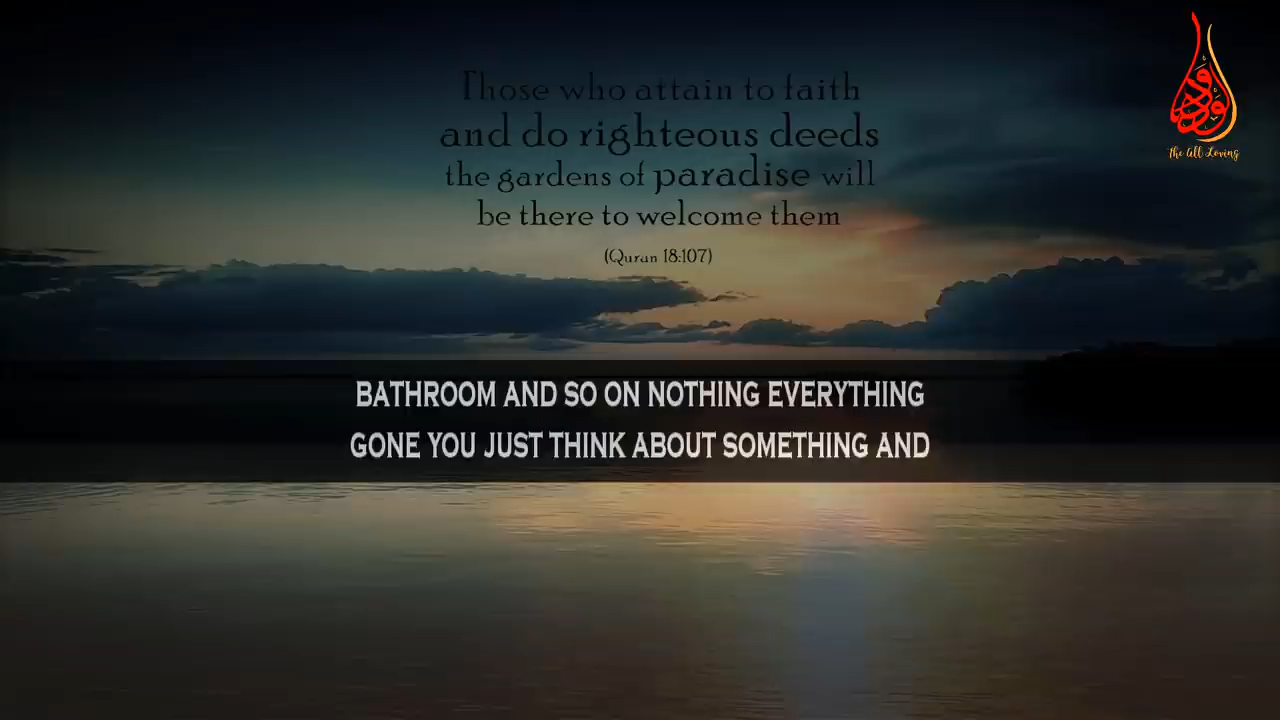 Those who attain to faith
and do righteous deeds
the gardens of paradise will
be there to welcome them
(Quran 18:107)
The All Loving
BATHROOM AND SO ON NOTHING EVERYTHING
GONE YOU JUST THINK ABOUT SOMETHING AND